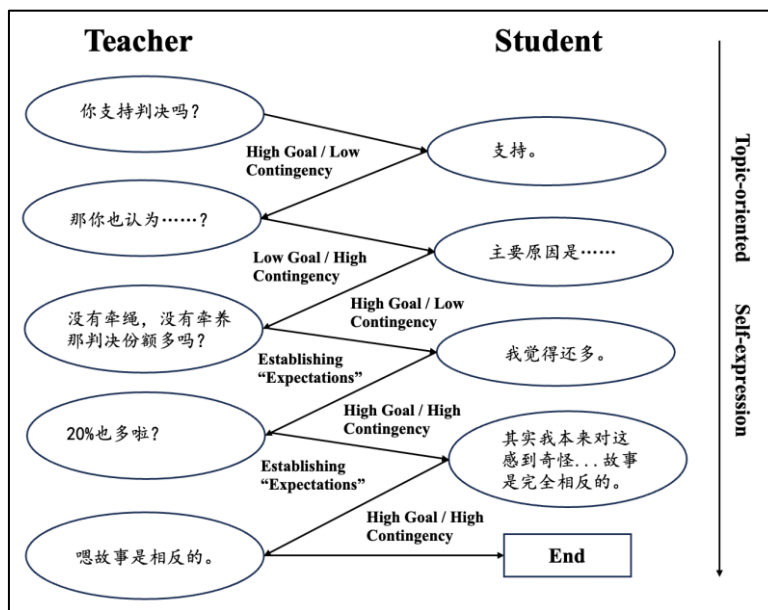 Teacher
Student
你支持判决吗？
High Goal / Low
Contingency
支持。
那你也认为……？
Low Goal / High
Contingency
主要原因是……
没有牵绳，没有牵养
那判决份额多吗？
High Goal / Low
Contingency
Establishing
“Expectations”
我觉得还多。
20%也多啦？
High Goal / High
Contingency
Establishing
“Expectations”
其实我本来对这
感到奇怪...故事
是完全相反的。
High Goal / High
Contingency
嗯故事是相反的。
End
Topic-oriented
Self-expression